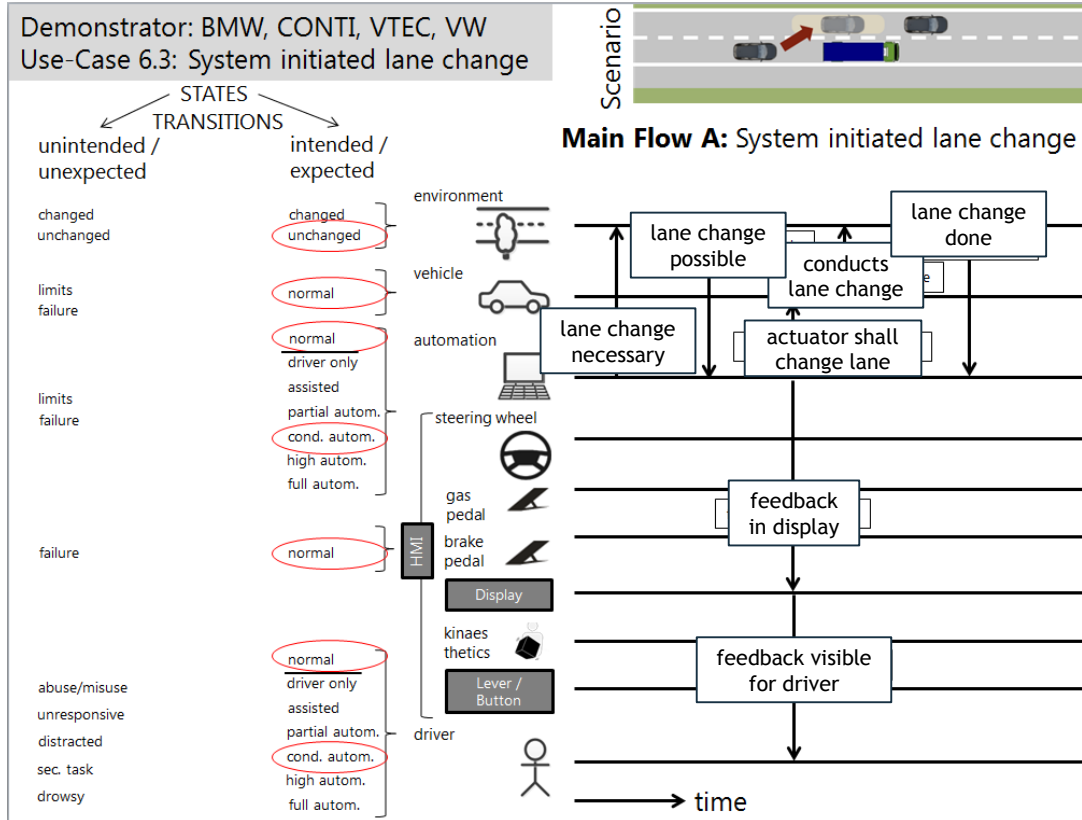 Demonstrator: BMW, CONTI, VTEC, VW
Use-Case 6.3: System initiated lane change
Scenario
STATES
TRANSITIONS
unintended /
unexpected
intended /
expected
Main Flow A: System initiated lane change
changed
unchanged
changed
unchanged
environment
limits
failure
normal
vehicle
limits
failure
normal
driver only
assisted
partial autom.
cond. autom.
high autom.
full autom.
automation
failure
normal
HMI
steering wheel
gas
pedal
brake
pedal
Display
kinaes
thetics
Lever /
Button
abuse/misuse
unresponsive
distracted
sec. task
drowsy
normal
driver only
assisted
partial autom.
cond. autom.
high autom.
full autom.
driver
lane change
necessary
lane change
possible
conducts
lane change
lane change
done
actuator shall
change lane
feedback
in display
feedback visible
for driver
time